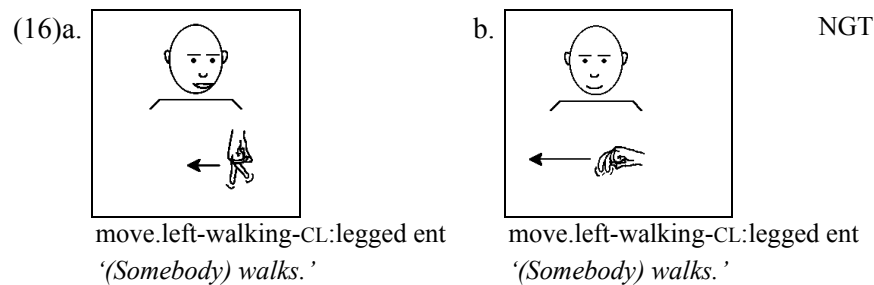 (16)a. b. NGT
move.left-walking-CL:legged ent move.left-walking-CL:legged ent
‘(Somebody) walks.’ ‘(Somebody) walks.’